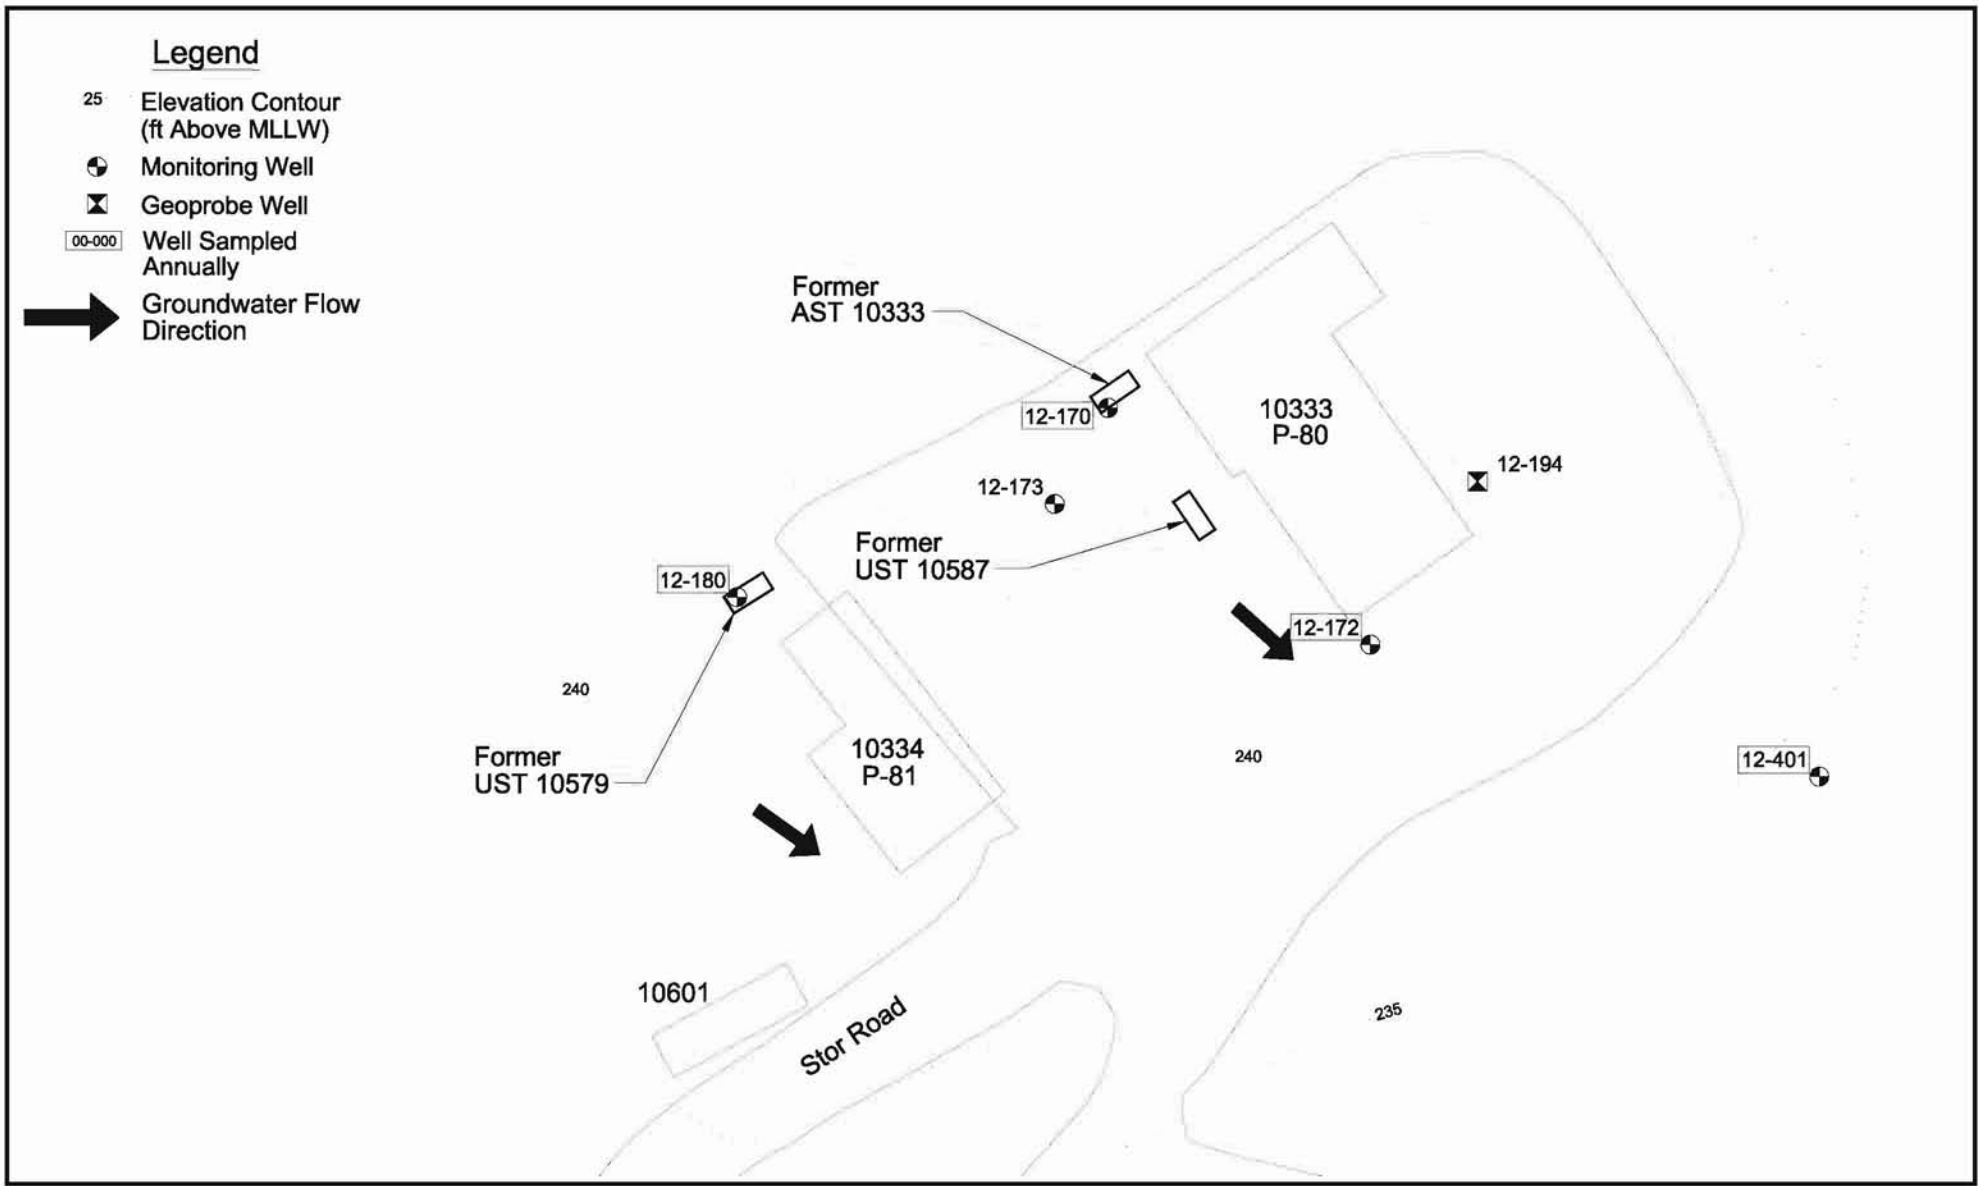 Legend
25
Elevation Contour
(ft Above MLLW)
Monitoring Well
Geoprobe Well
00-000
Well Sampled
Annually
Groundwater Flow
Direction
Former
AST 10333
12-170
10333
P-80
12-194
12-173
Former
UST 10587
12-180
12-172
240
Former
UST 10579
10334
P-81
240
12-401
10601
Stor Road
235